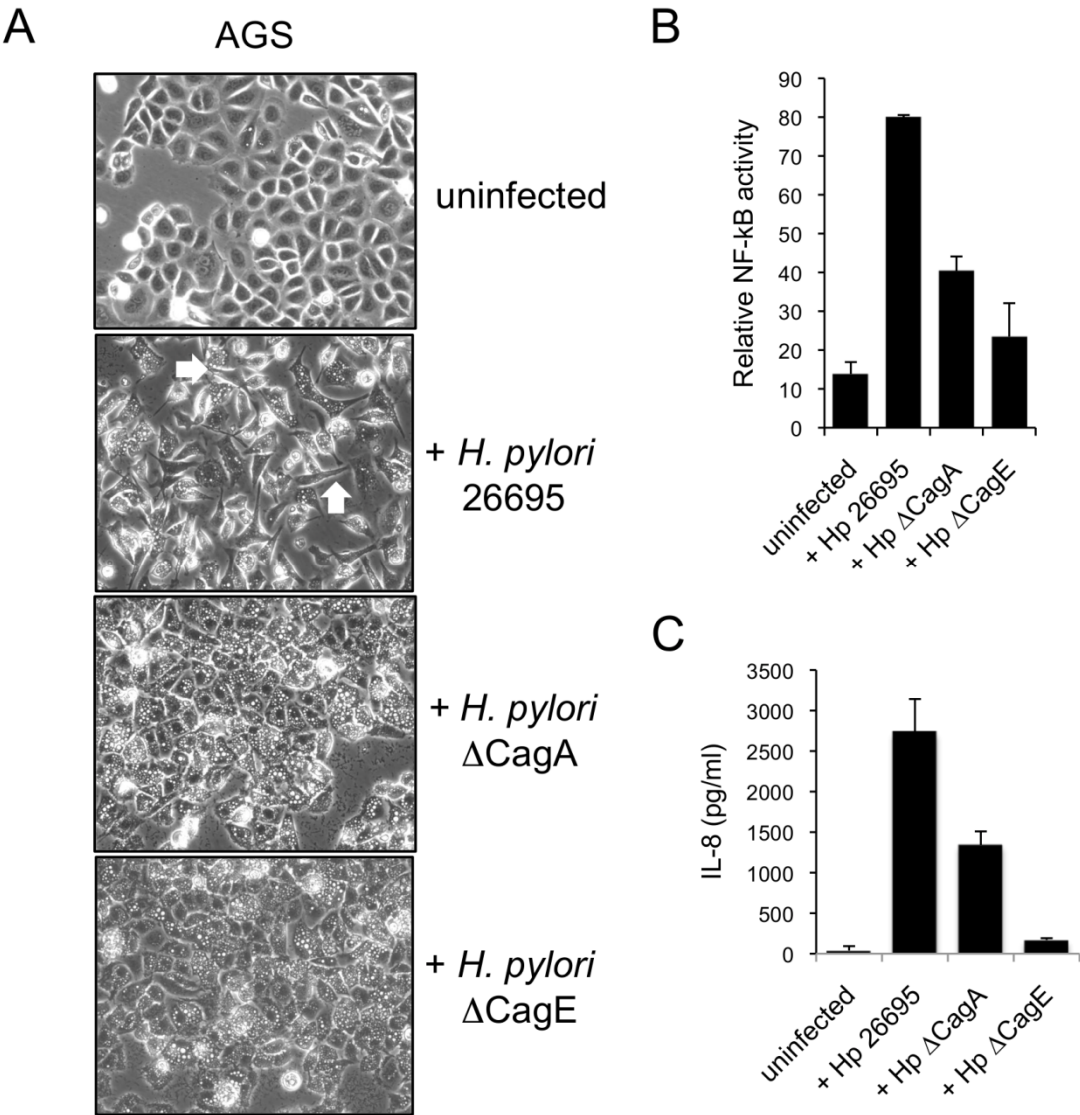 A
AGS
uninfected
+ H. pylori
26695
+ H. pylori
ΔCagA
+ H. pylori
ΔCagE
B
Relative NF-kB activity
90
80
70
60
50
40
30
20
10
0
uninfected
+ Hp 26695
+ Hp ΔCagA
+ Hp ΔCagE
C
IL-8 (pg/ml)
3500
3000
2500
2000
1500
1000
500
0
uninfected
+ Hp 26695
+ Hp ΔCagA
+ Hp ΔCagE